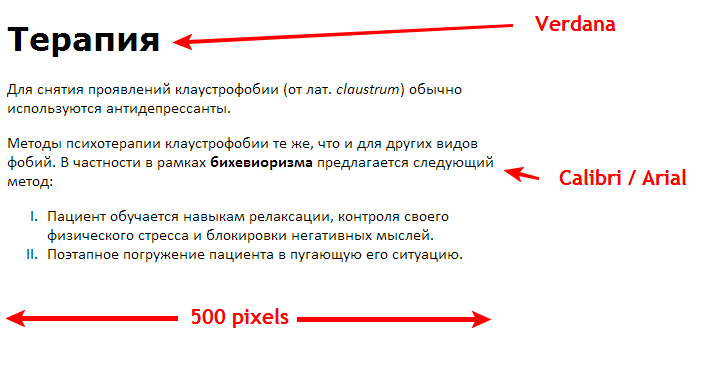 Терапия
Verdana
Для снятия проявлений клаустрофобии (от лат. claustrum) обычно
используются антидепрессанты.
Методы психотерапии клаустрофобии те же, что и для других видов
фобий. В частности в рамках бихевиоризма предлагается следующий
метод:
Calibri / Arial
I. Пациент обучается навыкам релаксации, контроля своего
физического стресса и блокировки негативных мыслей.
II. Поэтапное погружение пациента в пугающую его ситуацию.
500 pixels